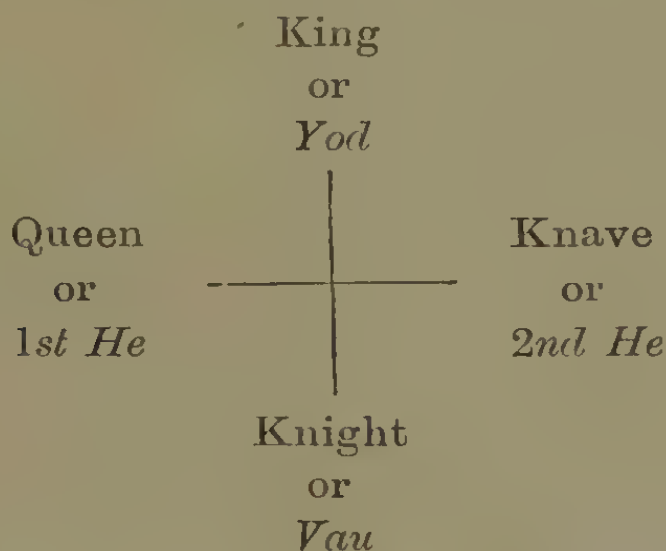 King
or
Yod
Queen
or
1st He
Knave
or
2nd He
Knight
or
Vau